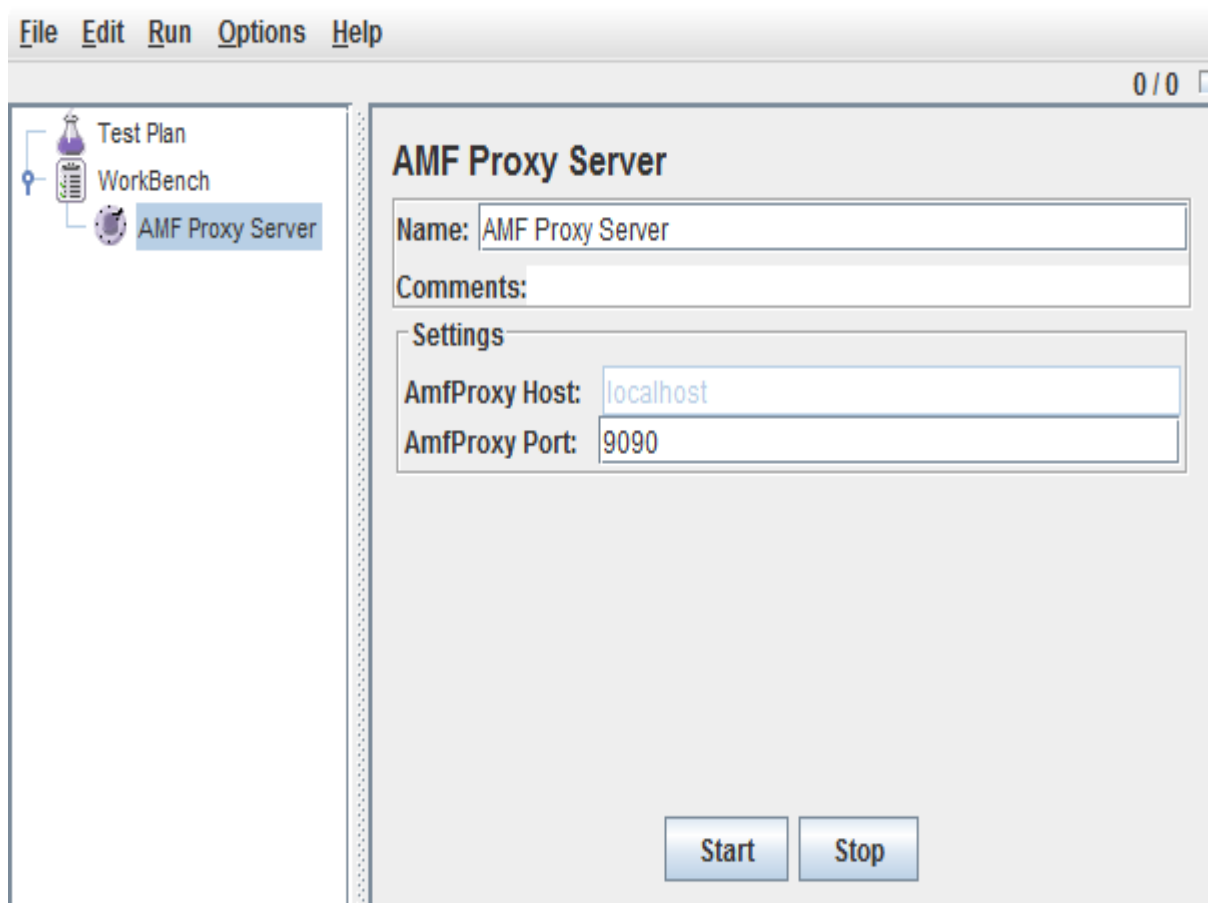 File Edit Run Options Help
0 / 0
Test Plan
WorkBench
AMF Proxy Server
AMF Proxy Server
Name: AMF Proxy Server
Comments:
Settings
AmfProxy Host: localhost
AmfProxy Port: 9090
Start Stop